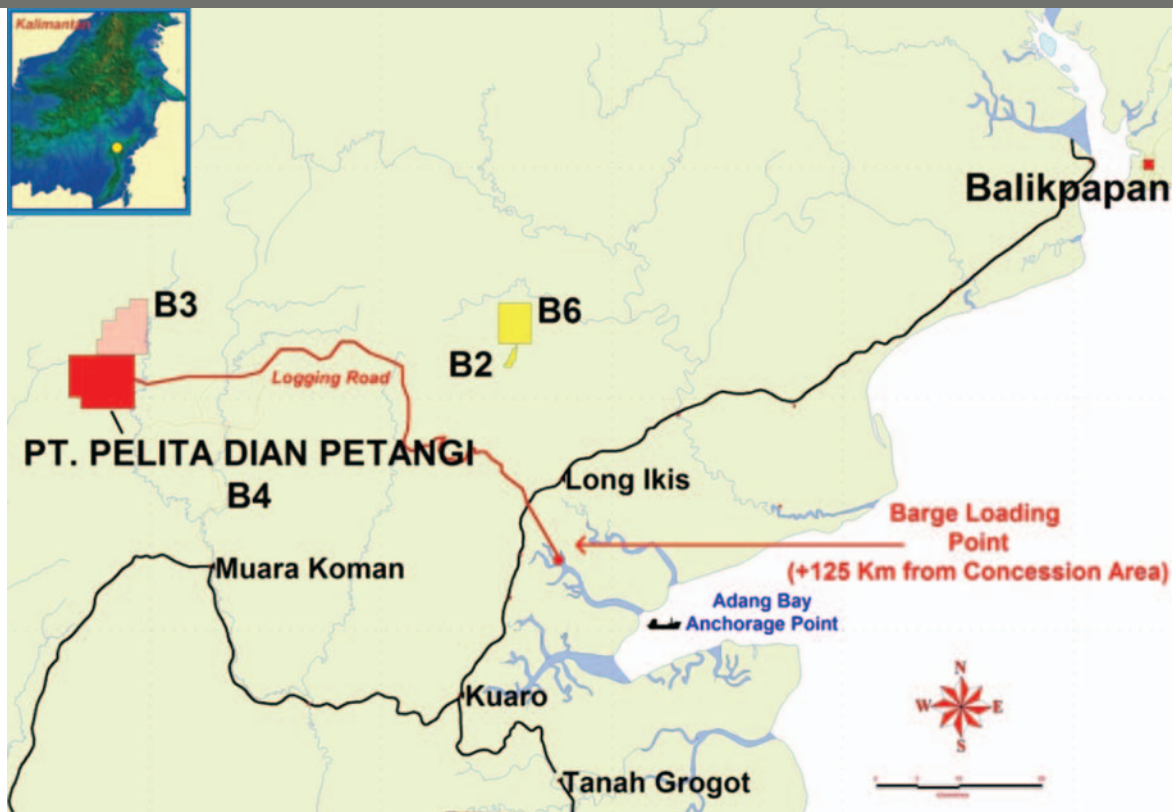 Kalimantan
Balikpapan
B3
B6
B2
Logging Road
PT. PELITA DIAN PETANGI
B4
Long Ikis
Barge Loading
Point
(+125 Km from Concession Area)
Muara Koman
Adang Bay
Anchorage Point
N
W
E
S
Kuaro
Tanah Grogot